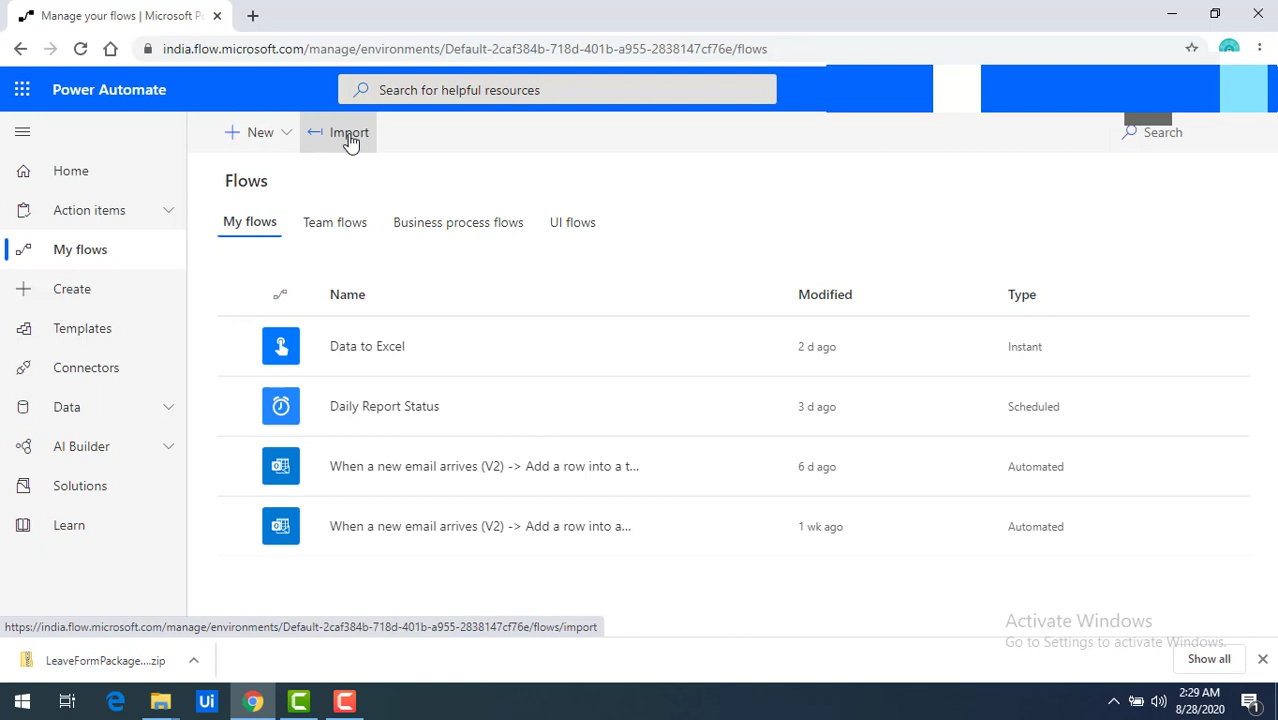 Manage your flows | Microsoft Po
india.flow.microsoft.com/manage/environments/Default-2caf384b-718d-401b-a955-2838147cf76e/flows
Power Automate
Search for helpful resources
New
Import
Search
Home
Action items
My flows
Create
Templates
Connectors
Data
AI Builder
Solutions
Learn
Flows
My flows
Team flows
Business process flows
UI flows
Name Modified Type
Data to Excel 2 d ago Instant
Daily Report Status 3 d ago Scheduled
When a new email arrives (V2) -> Add a row into a t... 6 d ago Automated
When a new email arrives (V2) -> Add a row into a... 1 wk ago Automated
https://india.flow.microsoft.com/manage/environments/Default-2caf384b-718d-401b-a955-2838147cf76e/flows/import
Activate Windows
Go to Settings to activate Windows.
LeaveFormPackage....zip
Show all
Ui
2:29 AM
8/28/2020
1